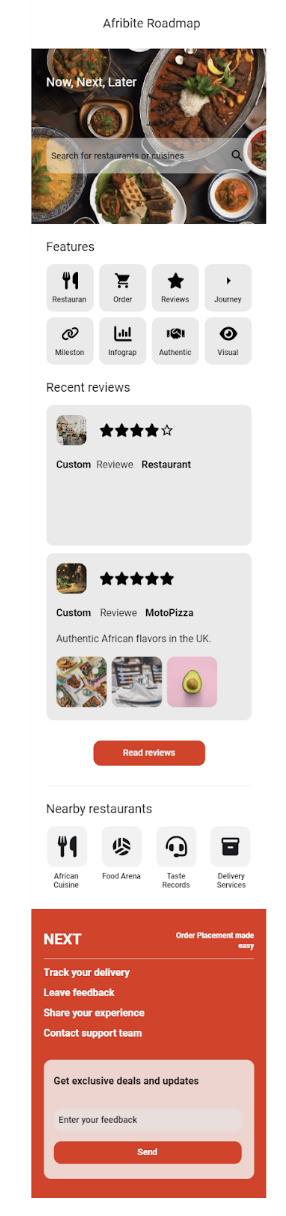 Afribite Roadmap
Now, Next, Later
Search for restaurants or cuisines
Features
Restauran Order Reviews Journey
Mileston Infograp Authentic Visual
Recent reviews
Custom Reviewe Restaurant
Custom Reviewe MotoPizza
Authentic African flavors in the UK.
Read reviews
Nearby restaurants
African Food Arena Taste Delivery
Cuisine Records Services
NEXT Order Placement made
easy
Track your delivery
Leave feedback
Share your experience
Contact support team
Get exclusive deals and updates
Enter your feedback
Send